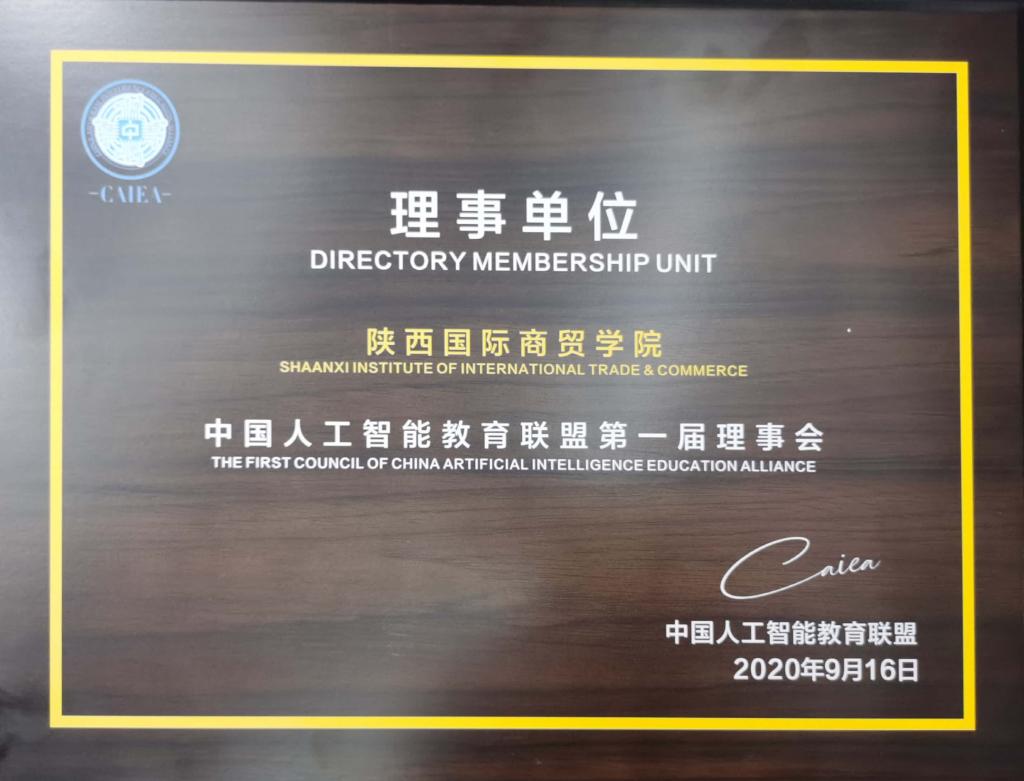 -CAIEA-
理事单位
DIRECTORY MEMBERSHIP UNIT
陕西国际商贸学院
SHAANXI INSTITUTE OF INTERNATIONAL TRADE & COMMERCE
中国人工智能教育联盟第一届理事会
THE FIRST COUNCIL OF CHINA ARTIFICIAL INTELLIGENCE EDUCATION ALLIANCE
Caiea
中国人工智能教育联盟
2020年9月16日